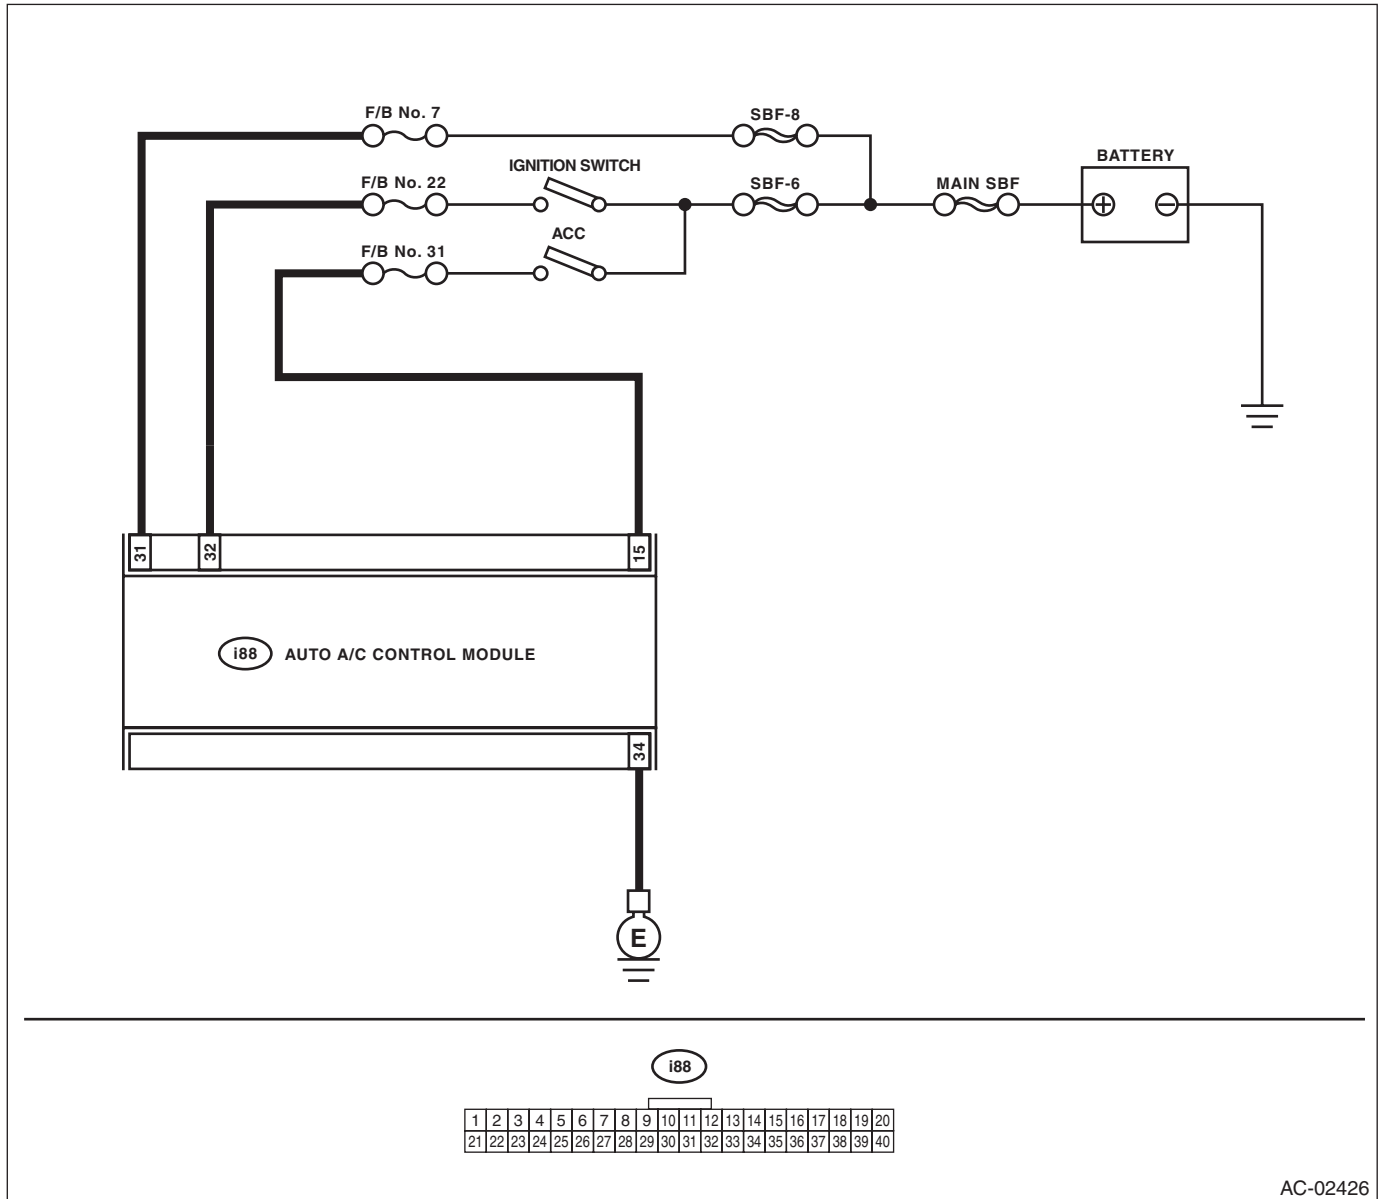 F/B No. 7
SBF-8
IGNITION SWITCH
BATTERY
F/B No. 22
SBF-6
MAIN SBF
ACC
F/B No. 31
31
32
15
i88 AUTO A/C CONTROL MODULE
34
E
i88
1 2 3 4 5 6 7 8 9 10 11 12 13 14 15 16 17 18 19 20
21 22 23 24 25 26 27 28 29 30 31 32 33 34 35 36 37 38 39 40
AC-02426